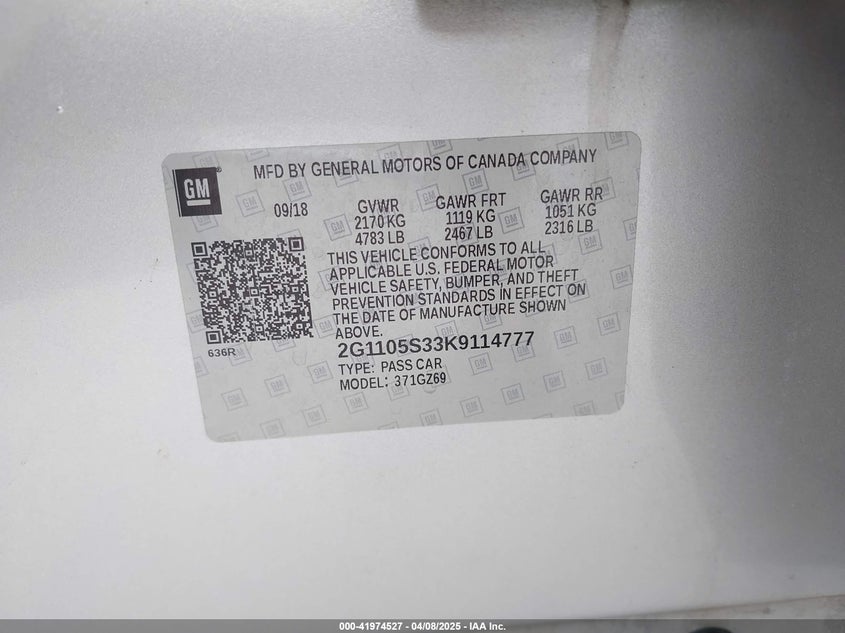 MFD BY GENERAL MOTORS OF CANADA COMPANY
GM
09/18
GVWR
2170 KG
4783 LB
GAWR FRT
1119 KG
2467 LB
GAWR RR
1051 KG
2316 LB
THIS VEHICLE CONFORMS TO ALL
APPLICABLE U.S. FEDERAL MOTOR
VEHICLE SAFETY, BUMPER, AND THEFT
PREVENTION STANDARDS IN EFFECT ON
THE DATE OF MANUFACTURE SHOWN
ABOVE.
636R
2G1105S33K9114777
TYPE: PASS CAR
MODEL: 371GZ69
000-41974527 - 04/08/2025 - IAA Inc.